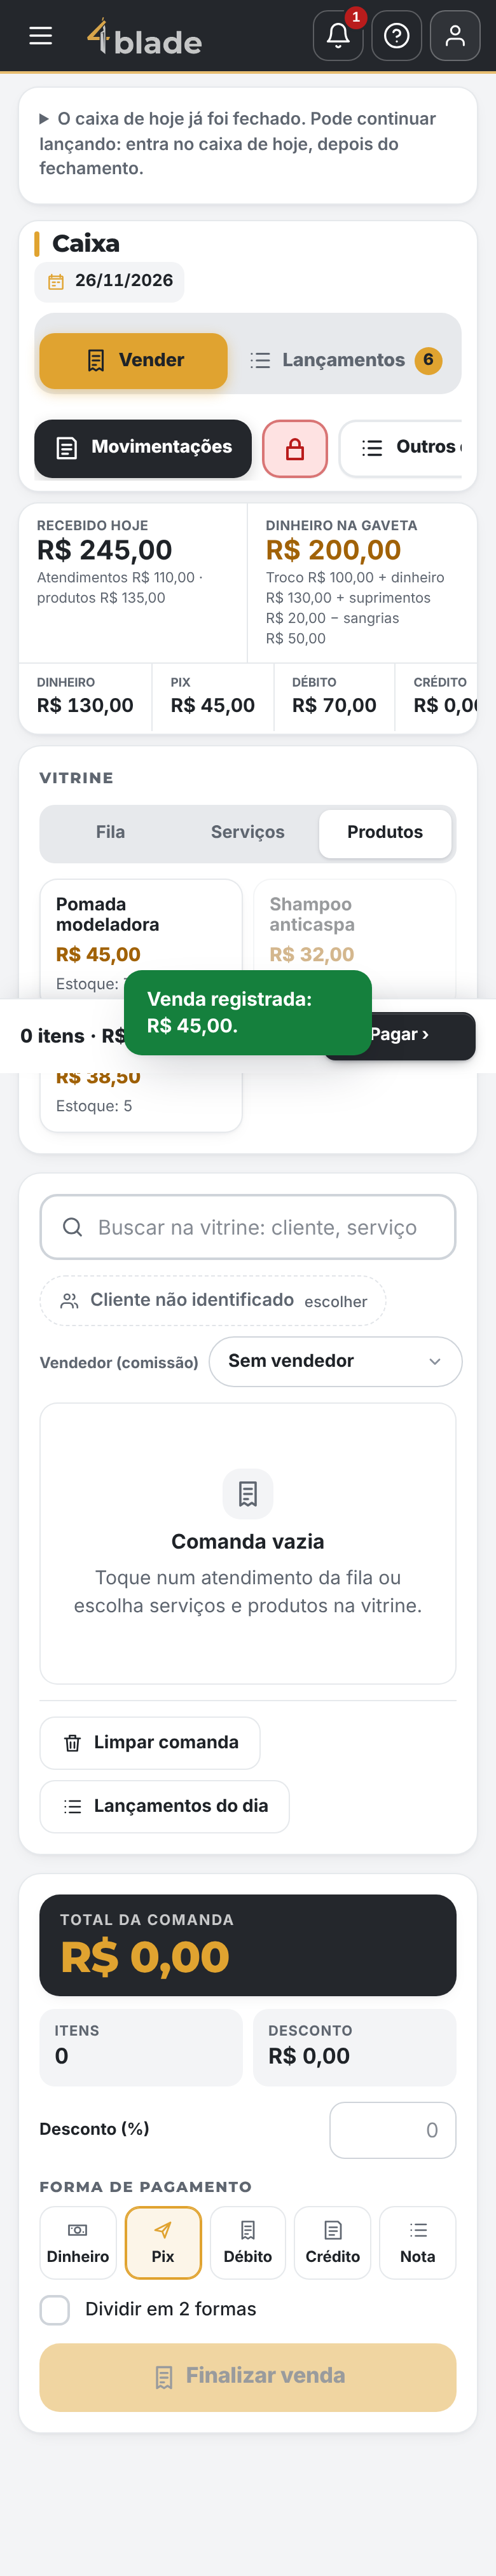 4blade
1
▶ O caixa de hoje já foi fechado. Pode continuar
lançando: entra no caixa de hoje, depois do
fechamento.
Caixa
26/11/2026
Vender
Lançamentos 6
Movimentações
Outros
RECEBIDO HOJE
R$ 245,00
Atendimentos R$ 110,00 ·
produtos R$ 135,00
DINHEIRO NA GAVETA
R$ 200,00
Troco R$ 100,00 + dinheiro
R$ 130,00 + suprimentos
R$ 20,00 − sangrias
R$ 50,00
DINHEIRO
R$ 130,00
PIX
R$ 45,00
DÉBITO
R$ 70,00
CRÉDITO
R$ 0,0
VITRINE
Fila
Serviços
Produtos
Pomada
modeladora
R$ 45,00
Estoque:
Shampoo
anticaspa
R$ 32,00
Venda registrada:
R$ 45,00.
0 itens · R$
Pagar ›
R$ 38,50
Estoque: 5
Buscar na vitrine: cliente, serviço
Cliente não identificado escolher
Vendedor (comissão)
Sem vendedor
Comanda vazia
Toque num atendimento da fila ou
escolha serviços e produtos na vitrine.
Limpar comanda
Lançamentos do dia
TOTAL DA COMANDA
R$ 0,00
ITENS
0
DESCONTO
R$ 0,00
Desconto (%)
0
FORMA DE PAGAMENTO
Dinheiro
Pix
Débito
Crédito
Nota
Dividir em 2 formas
Finalizar venda